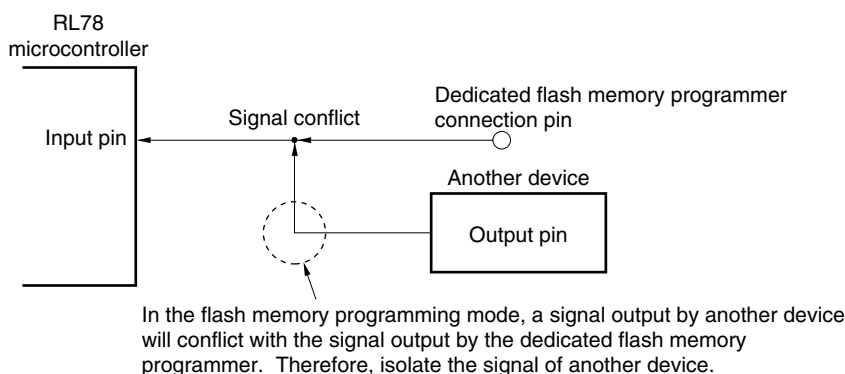 RL78
microcontroller
Dedicated flash memory programmer
connection pin
Signal conflict
Input pin
Another device
Output pin
In the flash memory programming mode, a signal output by another device
will conflict with the signal output by the dedicated flash memory
programmer. Therefore, isolate the signal of another device.